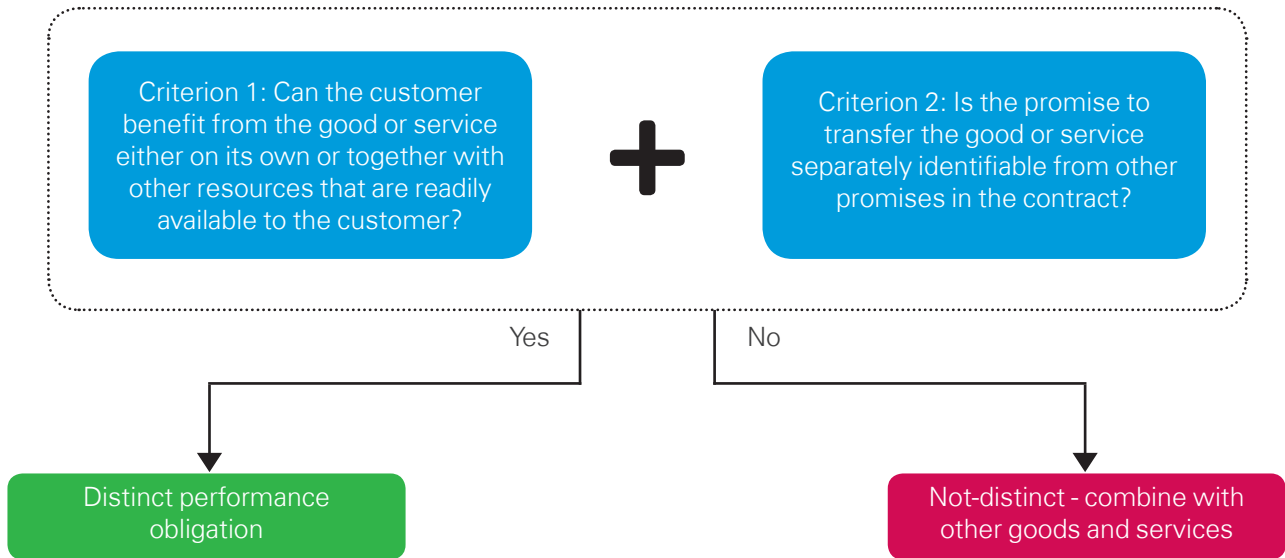 Criterion 1: Can the customer
benefit from the good or service
either on its own or together with
other resources that are readily
available to the customer?
Criterion 2: Is the promise to
transfer the good or service
separately identifiable from other
promises in the contract?
Yes
No
Distinct performance
obligation
Not-distinct - combine with
other goods and services